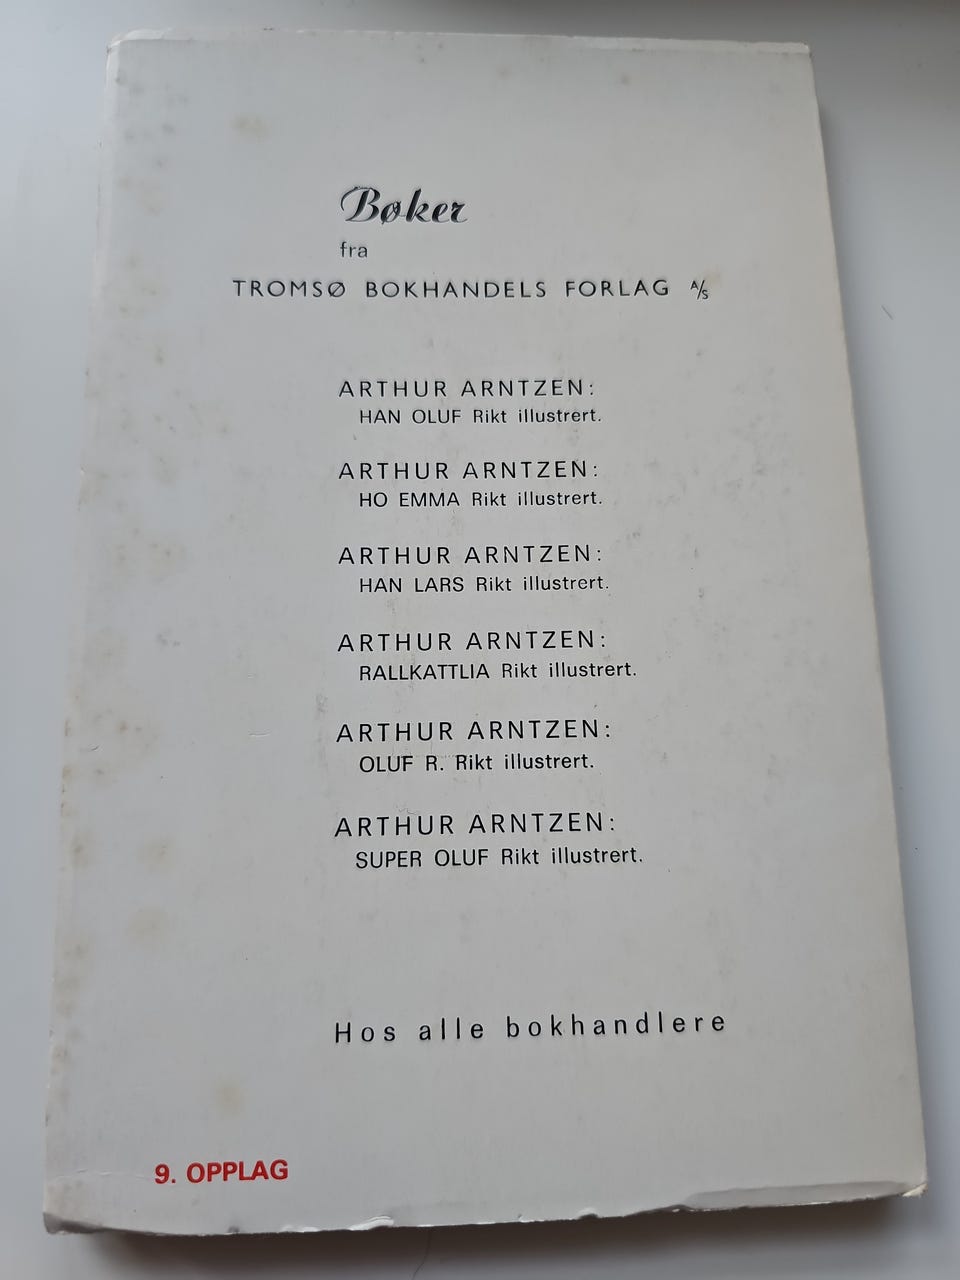 Bøker
fra
TROMSØ BOKHANDELS FORLAG A/S
ARTHUR ARNTZEN:
HAN OLUF Rikt illustrert.
ARTHUR ARNTZEN:
HO EMMA Rikt illustrert.
ARTHUR ARNTZEN:
HAN LARS Rikt illustrert.
ARTHUR ARNTZEN:
RALLKATTLIA Rikt illustrert.
ARTHUR ARNTZEN:
OLUF R. Rikt illustrert.
ARTHUR ARNTZEN:
SUPER OLUF Rikt illustrert.
Hos alle bokhandlere
9. OPPLAG